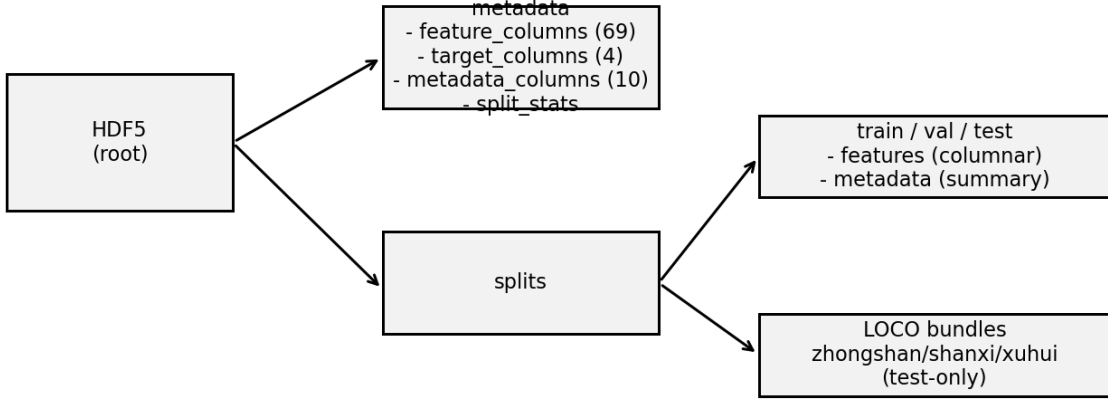 HDF5
(root)
metadata
- feature_columns (69)
- target_columns (4)
- metadata_columns (10)
- split_stats
splits
train / val / test
- features (columnar)
- metadata (summary)
LOCO bundles
zhongshan/shanxi/xuhui
(test-only)